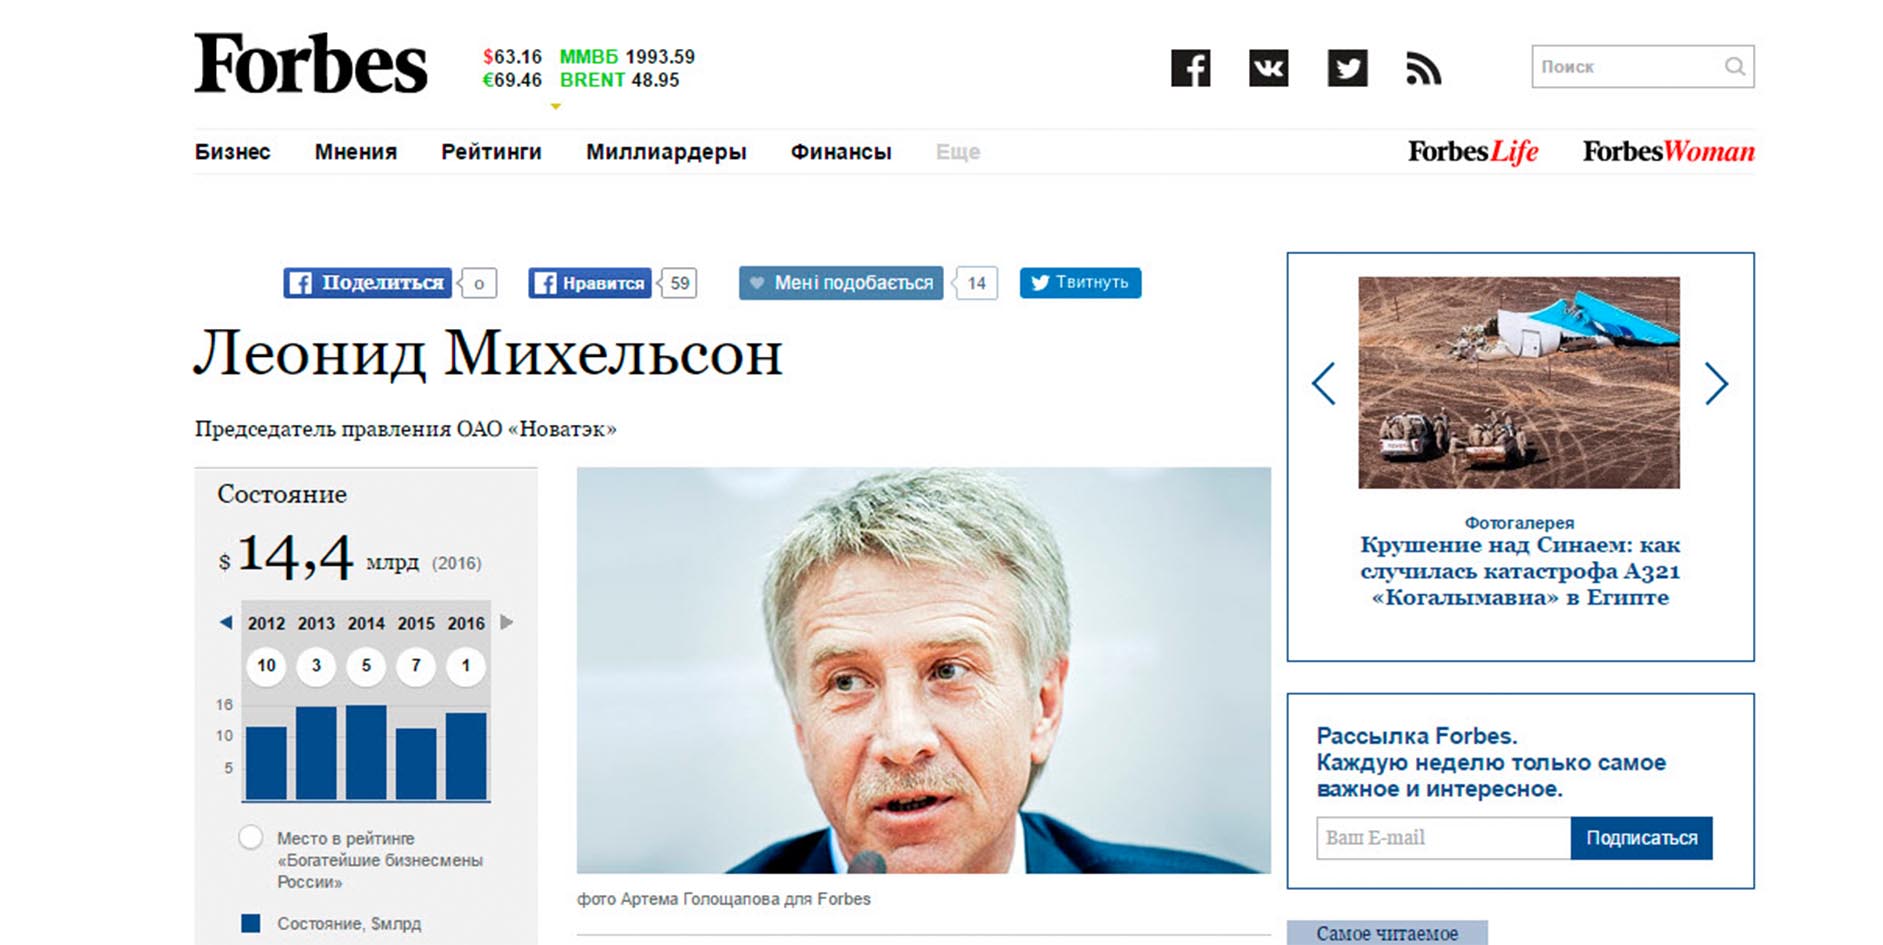 Forbes
$63.16 ММВБ 1993.59
€69.46 BRENT 48.95
Поиск
Бизнес Мнения Рейтинги Миллиардеры Финансы Еще
ForbesLife ForbesWoman
Поделиться 0 Нравится 59 Мені подобається 14 Твитнуть
Леонид Михельсон
Председатель правления ОАО «Новатэк»
Состояние
$ 14,4 млрд (2016)
2012 2013 2014 2015 2016
10 3 5 7 1
16
10
5
Место в рейтинге
«Богатейшие бизнесмены
России»
Состояние, $млрд
фото Артема Голощапова для Forbes
Фотогалерея
Крушение над Синаем: как
случилась катастрофа А321
«Когалымавиа» в Египте
Рассылка Forbes.
Каждую неделю только самое
важное и интересное.
Ваш E-mail Подписаться
Самое читаемое